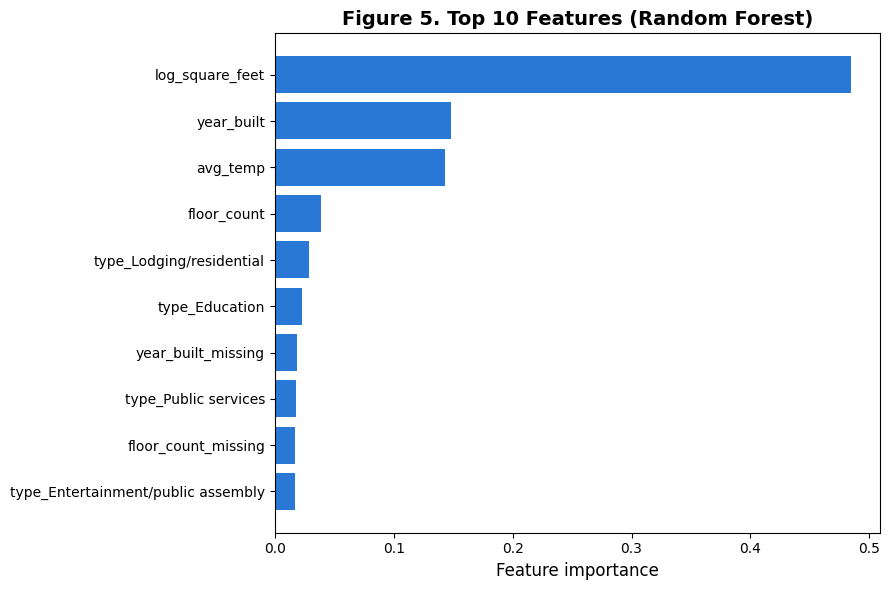 Figure 5. Top 10 Features (Random Forest)
log_square_feet
year_built
avg_temp
floor_count
type_Lodging/residential
type_Education
year_built_missing
type_Public services
floor_count_missing
type_Entertainment/public assembly
0.0 0.1 0.2 0.3 0.4 0.5
Feature importance